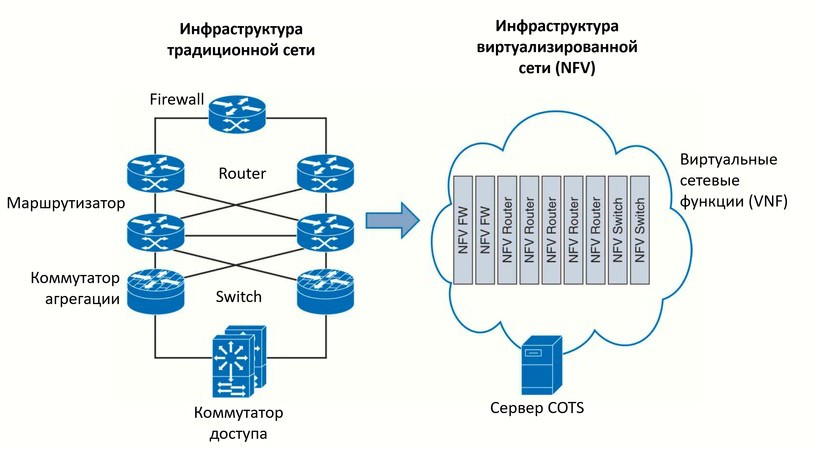 Инфраструктура
традиционной сети
Инфраструктура
виртуализированной
сети (NFV)
Firewall
Router
Маршрутизатор
Коммутатор
агрегации
Switch
Коммутатор
доступа
NFV FW
NFV FW
NFV Router
NFV Router
NFV Router
NFV Router
NFV Router
NFV Switch
NFV Switch
Виртуальные
сетевые
функции (VNF)
Сервер COTS